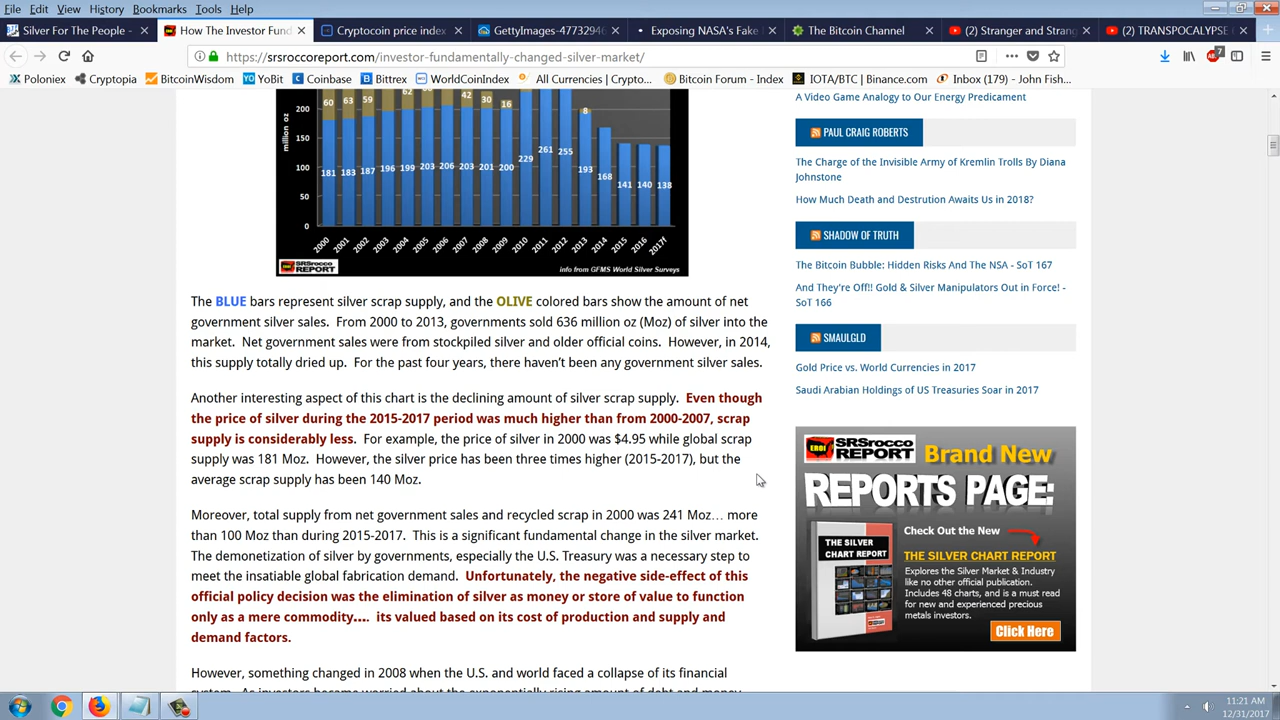 File Edit View History Bookmarks Tools Help
Silver For The People -
How The Investor Fund
Cryptocoin price index
GettyImages-47732946
Exposing NASA's Fake
The Bitcoin Channel
(2) Stranger and Strang
(2) TRANSPOCALYPSE
https://srsroccoreport.com/investor-fundamentally-changed-silver-market/
7
Poloniex Cryptopia BitcoinWisdom YoBit Coinbase Bittrex WorldCoinIndex All Currencies | Crypto... Bitcoin Forum - Index IOTA/BTC | Binance.com Inbox (179) - John Fish...
million oz
200
150
100
50
0
60 63 59 62 42 30 16 8
181 183 187 196 199 203 206 203 201 200 229 261 255 193 168 141 140 138
2000 2001 2002 2003 2004 2005 2006 2007 2008 2009 2010 2011 2012 2013 2014 2015 2016 2017f
SRSrocco REPORT
info from GFMS World Silver Surveys
The BLUE bars represent silver scrap supply, and the OLIVE colored bars show the amount of net
government silver sales. From 2000 to 2013, governments sold 636 million oz (Moz) of silver into the
market. Net government sales were from stockpiled silver and older official coins. However, in 2014,
this supply totally dried up. For the past four years, there haven't been any government silver sales.
Another interesting aspect of this chart is the declining amount of silver scrap supply. Even though
the price of silver during the 2015-2017 period was much higher than from 2000-2007, scrap
supply is considerably less. For example, the price of silver in 2000 was $4.95 while global scrap
supply was 181 Moz. However, the silver price has been three times higher (2015-2017), but the
average scrap supply has been 140 Moz.
Moreover, total supply from net government sales and recycled scrap in 2000 was 241 Moz… more
than 100 Moz than during 2015-2017. This is a significant fundamental change in the silver market.
The demonetization of silver by governments, especially the U.S. Treasury was a necessary step to
meet the insatiable global fabrication demand. Unfortunately, the negative side-effect of this
official policy decision was the elimination of silver as money or store of value to function
only as a mere commodity…. its valued based on its cost of production and supply and
demand factors.
However, something changed in 2008 when the U.S. and world faced a collapse of its financial
system. As investors became worried about the exponentially rising amount of debt and money
A Video Game Analogy to Our Energy Predicament
PAUL CRAIG ROBERTS
The Charge of the Invisible Army of Kremlin Trolls By Diana
Johnstone
How Much Death and Destrution Awaits Us in 2018?
SHADOW OF TRUTH
The Bitcoin Bubble: Hidden Risks And The NSA - SoT 167
And They're Off!! Gold & Silver Manipulators Out in Force! -
SoT 166
SMAULGLD
Gold Price vs. World Currencies in 2017
Saudi Arabian Holdings of US Treasuries Soar in 2017
EROI SRSrocco REPORT Brand New
REPORTS PAGE:
Check Out the New
THE SILVER CHART REPORT
Explores the Silver Market & Industry
like no other official publication.
Includes 48 charts, and is a must read
for new and experienced precious
metals investors.
Click Here
THE SILVER
CHART REPORT
11:21 AM
12/31/2017